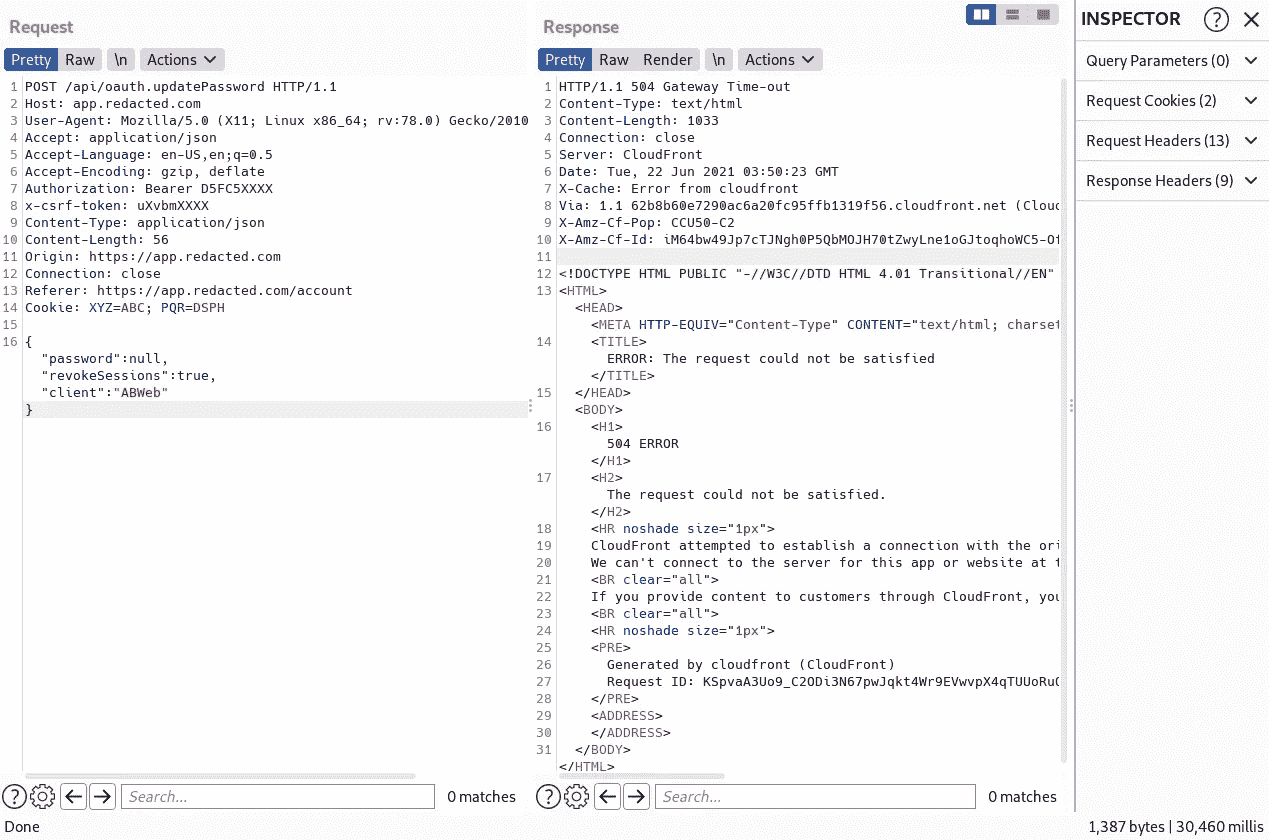 Request
Pretty Raw \n Actions
1 POST /api/oauth.updatePassword HTTP/1.1
2 Host: app.redacted.com
3 User-Agent: Mozilla/5.0 (X11; Linux x86_64; rv:78.0) Gecko/2010
4 Accept: application/json
5 Accept-Language: en-US,en;q=0.5
6 Accept-Encoding: gzip, deflate
7 Authorization: Bearer D5FC5XXXX
8 x-csrf-token: uXvbmXXXX
9 Content-Type: application/json
10 Content-Length: 56
11 Origin: https://app.redacted.com
12 Connection: close
13 Referer: https://app.redacted.com/account
14 Cookie: XYZ=ABC; PQR=DSPH
15
16 {
"password":null,
"revokeSessions":true,
"client":"ABWeb"
}
Search...
0 matches
Done
Response
Pretty Raw Render \n Actions
1 HTTP/1.1 504 Gateway Time-out
2 Content-Type: text/html
3 Content-Length: 1033
4 Connection: close
5 Server: CloudFront
6 Date: Tue, 22 Jun 2021 03:50:23 GMT
7 X-Cache: Error from cloudfront
8 Via: 1.1 62b8b60e7290ac6a20fc95ffb1319f56.cloudfront.net (Clou
9 X-Amz-Cf-Pop: CCU50-C2
10 X-Amz-Cf-Id: iM64bw49Jp7cTJNgh0P5QbMOJH70tZwyLne1oGJtoqhoWC5-Of
11
12 <!DOCTYPE HTML PUBLIC "-//W3C//DTD HTML 4.01 Transitional//EN"
13 <HTML>
<HEAD>
<META HTTP-EQUIV="Content-Type" CONTENT="text/html; charset
14 <TITLE>
ERROR: The request could not be satisfied
</TITLE>
15 </HEAD>
<BODY>
16 <H1>
504 ERROR
</H1>
17 <H2>
The request could not be satisfied.
</H2>
18 <HR noshade size="1px">
19 CloudFront attempted to establish a connection with the ori
20 We can't connect to the server for this app or website at t
21 <BR clear="all">
22 If you provide content to customers through CloudFront, you
23 <BR clear="all">
24 <HR noshade size="1px">
25 <PRE>
26 Generated by cloudfront (CloudFront)
27 Request ID: KSpvaA3Uo9_C2ODi3N67pwJqkt4Wr9EVwvpX4qTUUoRuO
28 </PRE>
29 <ADDRESS>
30 </ADDRESS>
31 </BODY>
</HTML>
Search...
0 matches
INSPECTOR
Query Parameters (0)
Request Cookies (2)
Request Headers (13)
Response Headers (9)
1,387 bytes | 30,460 millis